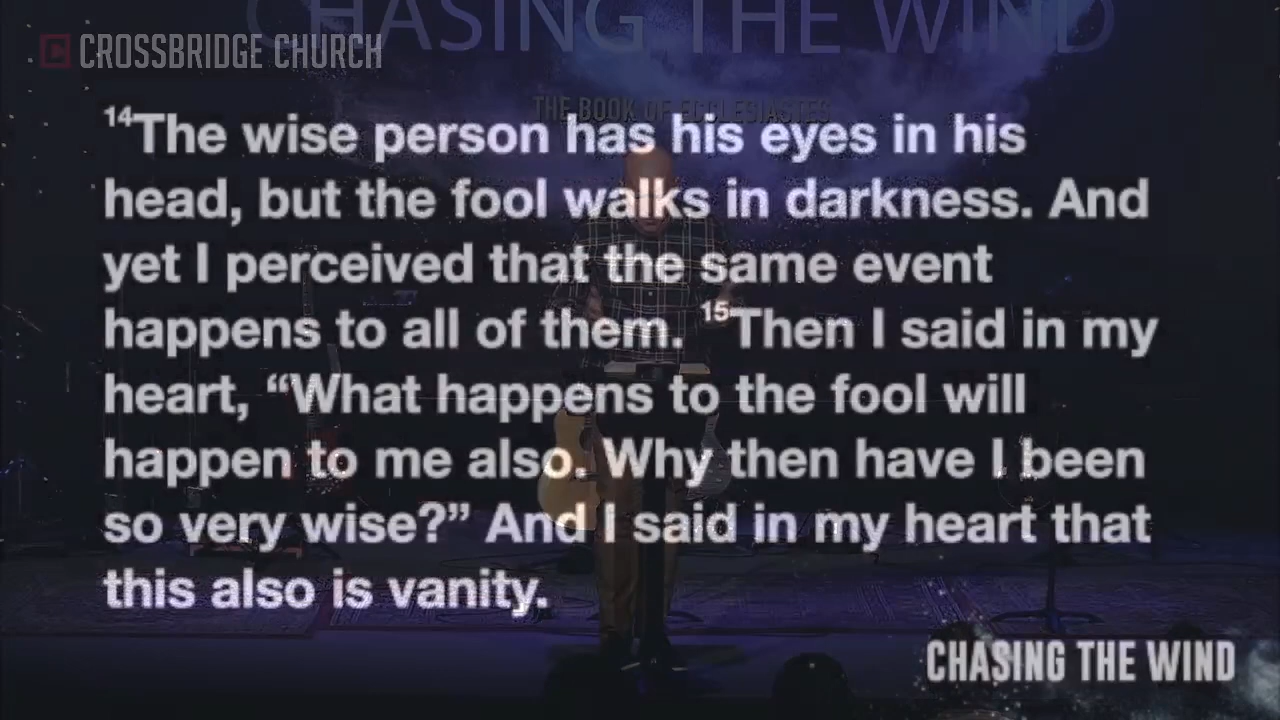 CHASING THE WIND
CROSSBRIDGE CHURCH
THE BOOK OF ECCLESIASTES
14The wise person has his eyes in his
head, but the fool walks in darkness. And
yet I perceived that the same event
happens to all of them. 15Then I said in my
heart, “What happens to the fool will
happen to me also. Why then have I been
so very wise?” And I said in my heart that
this also is vanity.
CHASING THE WIND